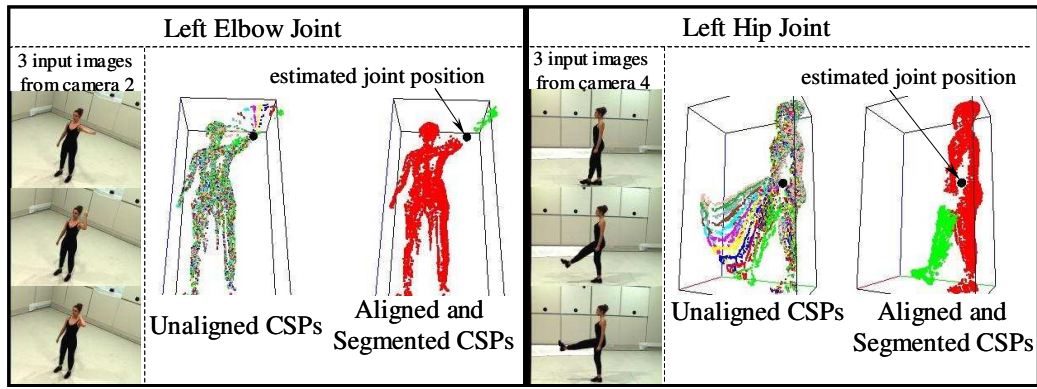 Left Elbow Joint
3 input images
from camera 2
estimated joint position
Unaligned CSPs
Aligned and
Segmented CSPs
Left Hip Joint
3 input images
from camera 4
estimated joint position
Unaligned CSPs
Aligned and
Segmented CSPs